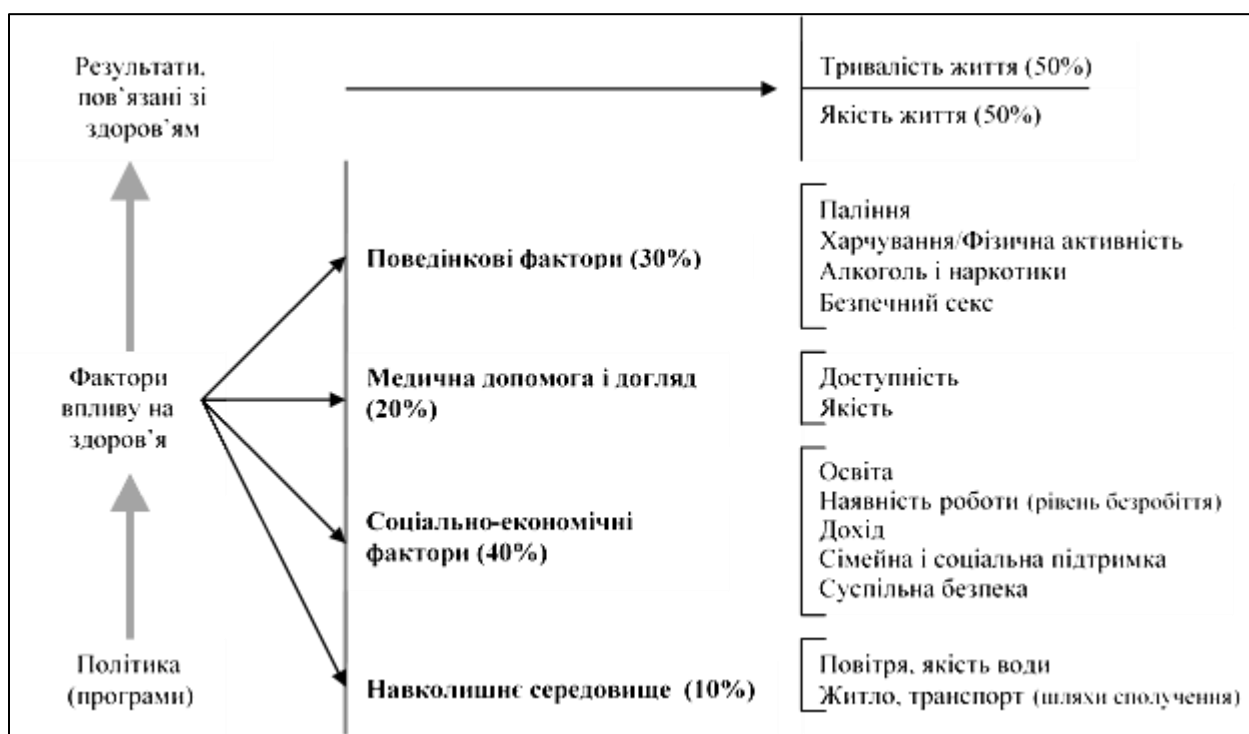 Результати,
пов'язані зі
здоров'ям
Тривалість життя (50%)
Якість життя (50%)
Фактори
впливу на
здоров'я
Поведінкові фактори (30%)
Паління
Харчування/Фізична активність
Алкоголь і наркотики
Безпечний секс
Медична допомога і догляд
(20%)
Доступність
Якість
Соціально-економічні
фактори (40%)
Освіта
Наявність роботи (рівень безробіття)
Дохід
Сімейна і соціальна підтримка
Суспільна безпека
Політика
(програми)
Навколишнє середовище (10%)
Повітря, якість води
Житло, транспорт (шляхи сполучення)